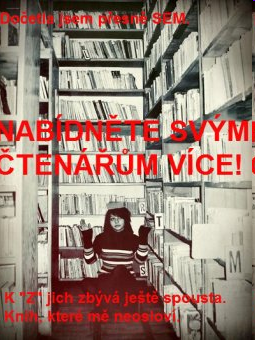 Dočetla jsem přesně SEM.
NABÍDNĚTE SVÝM
ČTENÁŘŮM VÍCE!
R
T
S
M
K "Z" jich zbývá ještě spousta.
Knih, které mě neosloví.